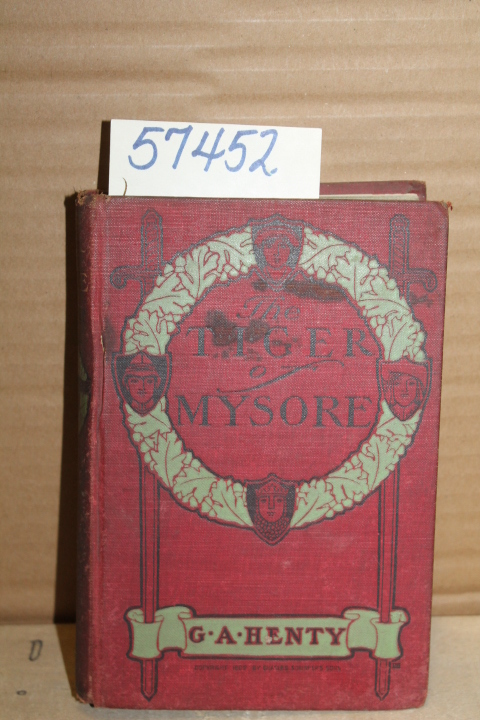 57452
The
TIGER
of
MYSORE
G·A·HENTY